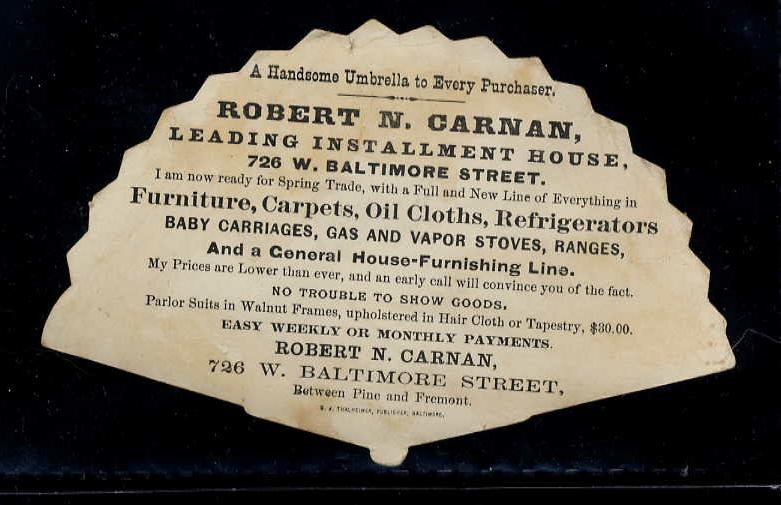 A Handsome Umbrella to Every Purchaser.
ROBERT N. CARNAN,
LEADING INSTALLMENT HOUSE,
726 W. BALTIMORE STREET.
I am now ready for Spring Trade, with a Full and New Line of Everything in
Furniture, Carpets, Oil Cloths, Refrigerators
BABY CARRIAGES, GAS AND VAPOR STOVES, RANGES,
And a General House-Furnishing Line.
My Prices are Lower than ever, and an early call will convince you of the fact.
NO TROUBLE TO SHOW GOODS.
Parlor Suits in Walnut Frames, upholstered in Hair Cloth or Tapestry, $30.00.
EASY WEEKLY OR MONTHLY PAYMENTS.
ROBERT N. CARNAN,
726 W. BALTIMORE STREET,
Between Pine and Fremont.
THALHEIMER, PUBLISHER, BALTIMORE.